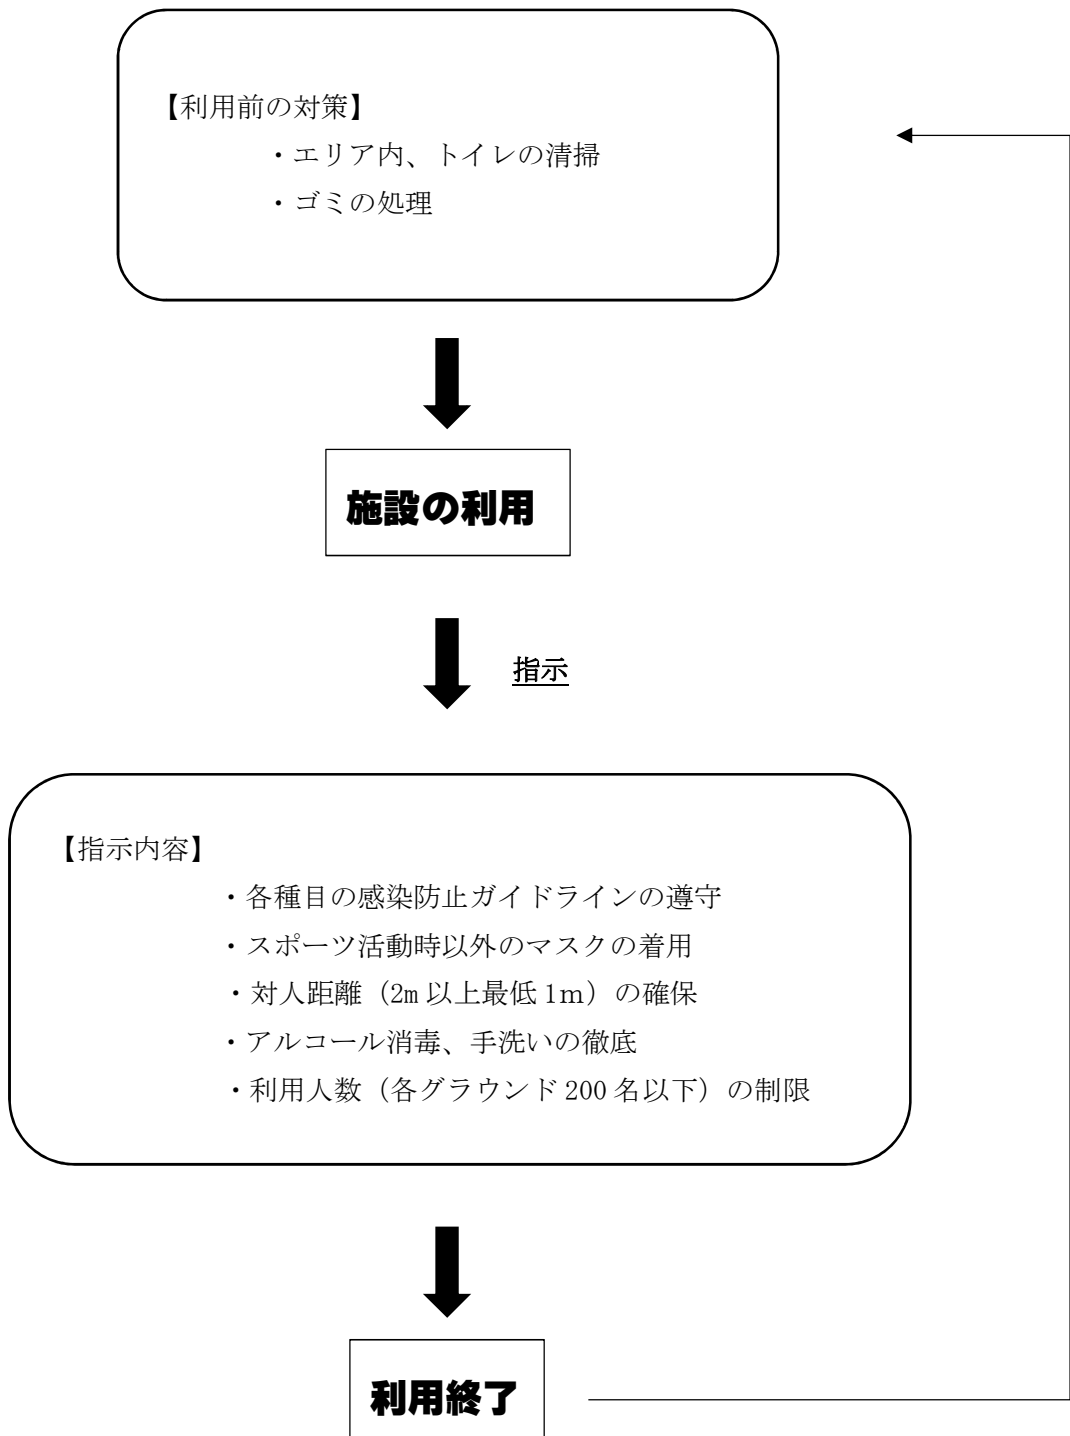 【利用前の対策】
・エリア内、トイレの清掃
・ゴミの処理
施設の利用
指示
【指示内容】
・各種目の感染防止ガイドラインの遵守
・スポーツ活動時以外のマスクの着用
・対人距離（2m 以上最低 1ｍ）の確保
・アルコール消毒、手洗いの徹底
・利用人数（各グラウンド 200 名以下）の制限
利用終了